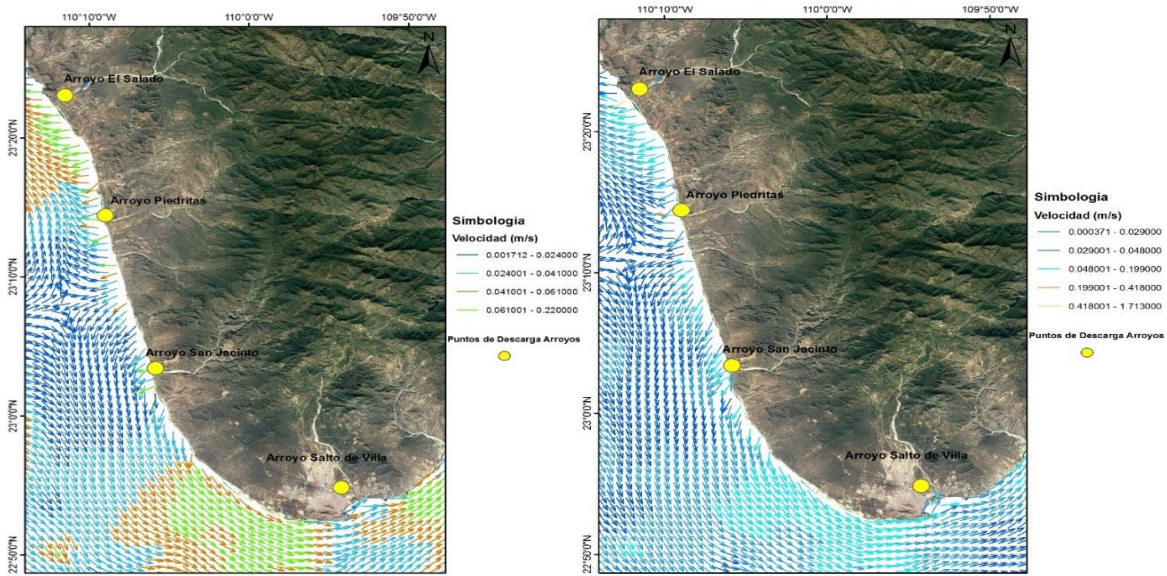 110°10'0"W 110°0'0"W 109°50'0"W
N
Arroyo El Salado
23°20'0"N
Arroyo Piedritas
23°10'0"N
Arroyo San Jacinto
23°0'0"N
Arroyo Salto de Villa
22°50'0"N
Simbologia
Velocidad (m/s)
0.001712 - 0.024000
0.024001 - 0.041000
0.041001 - 0.061000
0.061001 - 0.220000
Puntos de Descarga Arroyos
110°10'0"W 110°0'0"W 109°50'0"W
N
Arroyo El Salado
23°20'0"N
Arroyo Piedritas
23°10'0"N
Arroyo San Jacinto
23°0'0"N
Arroyo Salto de Villa
22°50'0"N
Simbologia
Velocidad (m/s)
0.000371 - 0.029000
0.029001 - 0.048000
0.048001 - 0.199000
0.199001 - 0.418000
0.418001 - 1.713000
Puntos de Descarga Arroyos